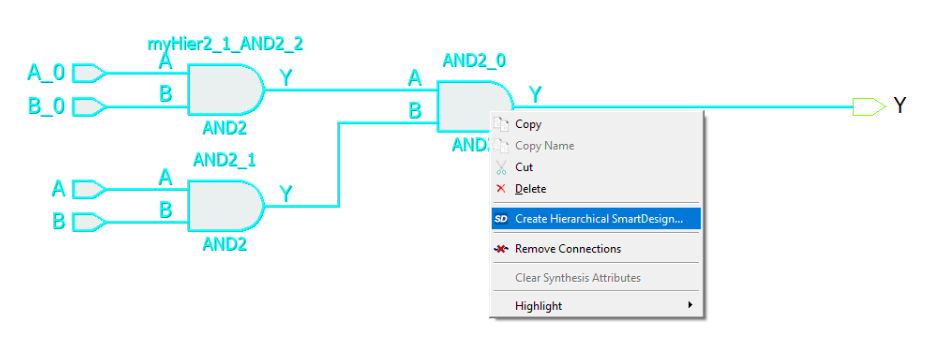 myHier2_1_AND2_2
A_0
A
Y
B_0
B
AND2
AND2_0
A
Y
B
Y
AND2_1
A
A
Y
B
B
AND2
Copy
Copy Name
Cut
Delete
SD Create Hierarchical SmartDesign...
Remove Connections
Clear Synthesis Attributes
Highlight